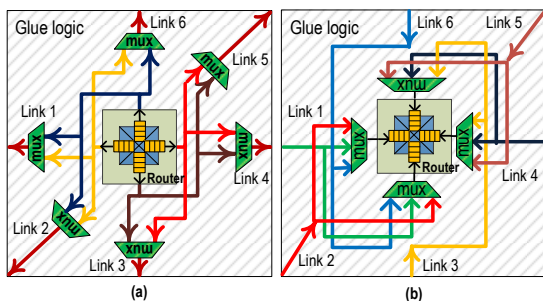 Glue logic
Link 6
mux
mux
Link 5
Link 1
mux
mux
Link 4
Router
mux
Link 2
mux
Link 3
(a)
Glue logic
Link 6
Link 5
mux
Link 1
mux
mux
Router
Link 4
mux
Link 2
Link 3
(b)